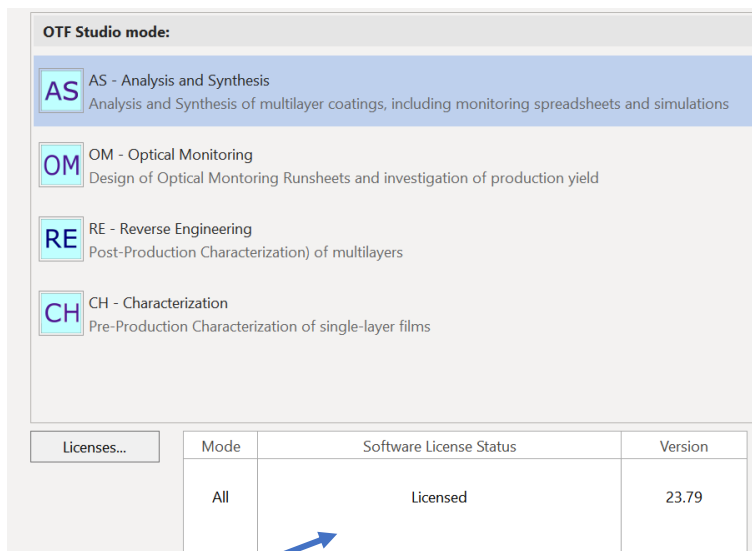 OTF Studio mode:
AS
AS - Analysis and Synthesis
Analysis and Synthesis of multilayer coatings, including monitoring spreadsheets and simulations
OM
OM - Optical Monitoring
Design of Optical Montoring Runsheets and investigation of production yield
RE
RE - Reverse Engineering
Post-Production Characterization) of multilayers
CH
CH - Characterization
Pre-Production Characterization of single-layer films
Licenses... Mode Software License Status Version
All Licensed 23.79